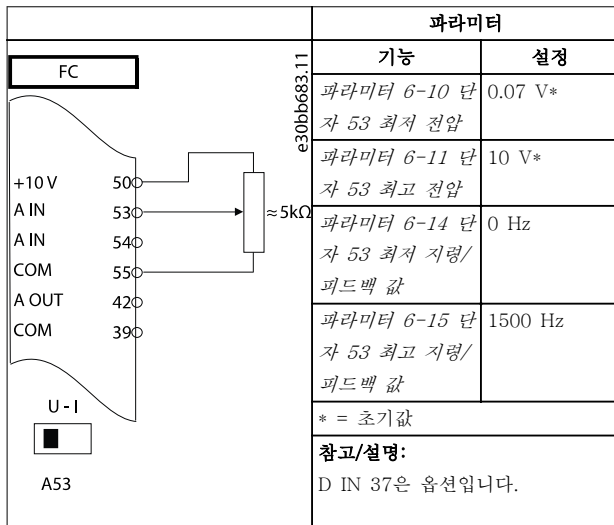 파라미터
기능 설정
파라미터 6-10 단 0.07 V*
자 53 최저 전압
파라미터 6-11 단 10 V*
자 53 최고 전압
파라미터 6-14 단 0 Hz
자 53 최저 지령/
피드백 값
파라미터 6-15 단 1500 Hz
자 53 최고 지령/
피드백 값
* = 초기값
참고/설명:
D IN 37은 옵션입니다.
FC
e30bb683.11
+10 V 50
A IN 53
≈5kΩ
A IN 54
COM 55
A OUT 42
COM 39
U - I
A53